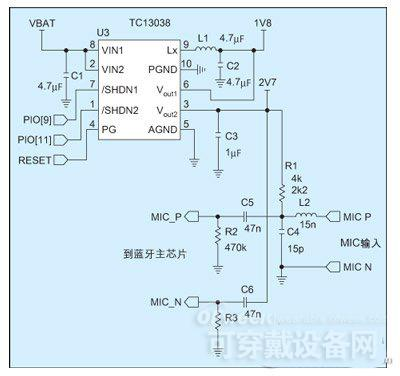 TC13038
U3
VBAT
1V8
8 VIN1 Lx 9 L1
4.7μF
C1
4.7μF
2 VIN2 PGND 10
C2
4.7μF
2V7
7 /SHDN1 Vout1 6
PIO[9]
1 /SHDN2 Vout2 3
PIO[11]
4 PG AGND 5
RESET
C3
1μF
R1
4k
2k2
L2
15n
MIC_P
C5
47n
MIC P
R2
470k
C4
15p
到蓝牙主芯片
MIC输入
MIC N
MIC_N
C6
47n
R3
可穿戴设备网